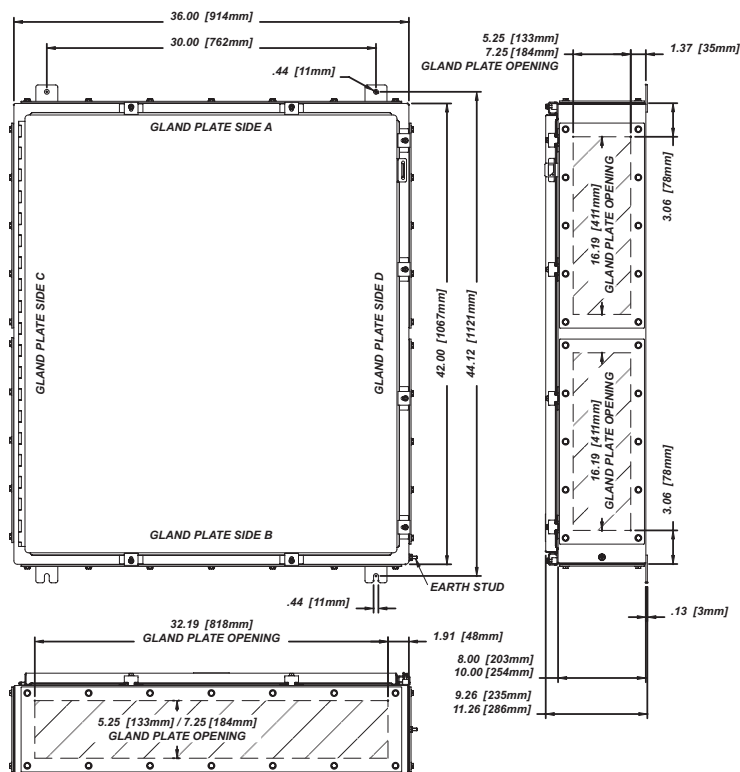 36.00 [914mm]
30.00 [762mm]
.44 [11mm]
5.25 [133mm]
7.25 [184mm]
GLAND PLATE OPENING
1.37 [35mm]
GLAND PLATE SIDE A
GLAND PLATE SIDE C
GLAND PLATE SIDE D
GLAND PLATE SIDE B
42.00 [1067mm]
44.12 [1121mm]
16.19 [411mm]
GLAND PLATE OPENING
3.06 [78mm]
16.19 [411mm]
GLAND PLATE OPENING
3.06 [78mm]
EARTH STUD
.44 [11mm]
.13 [3mm]
32.19 [818mm]
GLAND PLATE OPENING
1.91 [48mm]
8.00 [203mm]
10.00 [254mm]
9.26 [235mm]
11.26 [286mm]
5.25 [133mm] / 7.25 [184mm]
GLAND PLATE OPENING